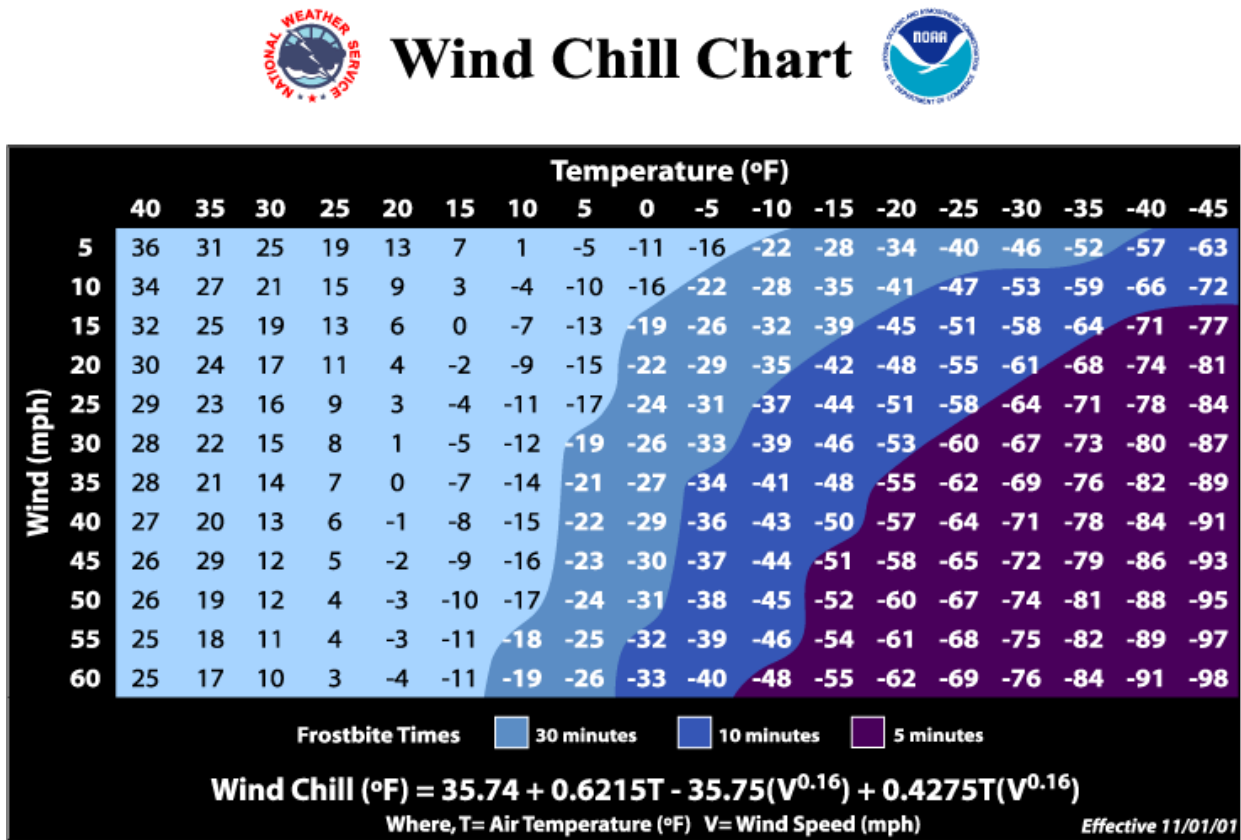 NATIONAL WEATHER SERVICE
Wind Chill Chart
NATIONAL OCEANIC AND ATMOSPHERIC ADMINISTRATION
NOAA
U.S. DEPARTMENT OF COMMERCE
Temperature (ºF)
40 35 30 25 20 15 10 5 0 -5 -10 -15 -20 -25 -30 -35 -40 -45
Wind (mph)
5 36 31 25 19 13 7 1 -5 -11 -16 -22 -28 -34 -40 -46 -52 -57 -63
10 34 27 21 15 9 3 -4 -10 -16 -22 -28 -35 -41 -47 -53 -59 -66 -72
15 32 25 19 13 6 0 -7 -13 -19 -26 -32 -39 -45 -51 -58 -64 -71 -77
20 30 24 17 11 4 -2 -9 -15 -22 -29 -35 -42 -48 -55 -61 -68 -74 -81
25 29 23 16 9 3 -4 -11 -17 -24 -31 -37 -44 -51 -58 -64 -71 -78 -84
30 28 22 15 8 1 -5 -12 -19 -26 -33 -39 -46 -53 -60 -67 -73 -80 -87
35 28 21 14 7 0 -7 -14 -21 -27 -34 -41 -48 -55 -62 -69 -76 -82 -89
40 27 20 13 6 -1 -8 -15 -22 -29 -36 -43 -50 -57 -64 -71 -78 -84 -91
45 26 29 12 5 -2 -9 -16 -23 -30 -37 -44 -51 -58 -65 -72 -79 -86 -93
50 26 19 12 4 -3 -10 -17 -24 -31 -38 -45 -52 -60 -67 -74 -81 -88 -95
55 25 18 11 4 -3 -11 -18 -25 -32 -39 -46 -54 -61 -68 -75 -82 -89 -97
60 25 17 10 3 -4 -11 -19 -26 -33 -40 -48 -55 -62 -69 -76 -84 -91 -98
Frostbite Times 30 minutes 10 minutes 5 minutes
Wind Chill (ºF) = 35.74 + 0.6215T - 35.75(V^0.16) + 0.4275T(V^0.16)
Where, T= Air Temperature (ºF) V= Wind Speed (mph)
Effective 11/01/01